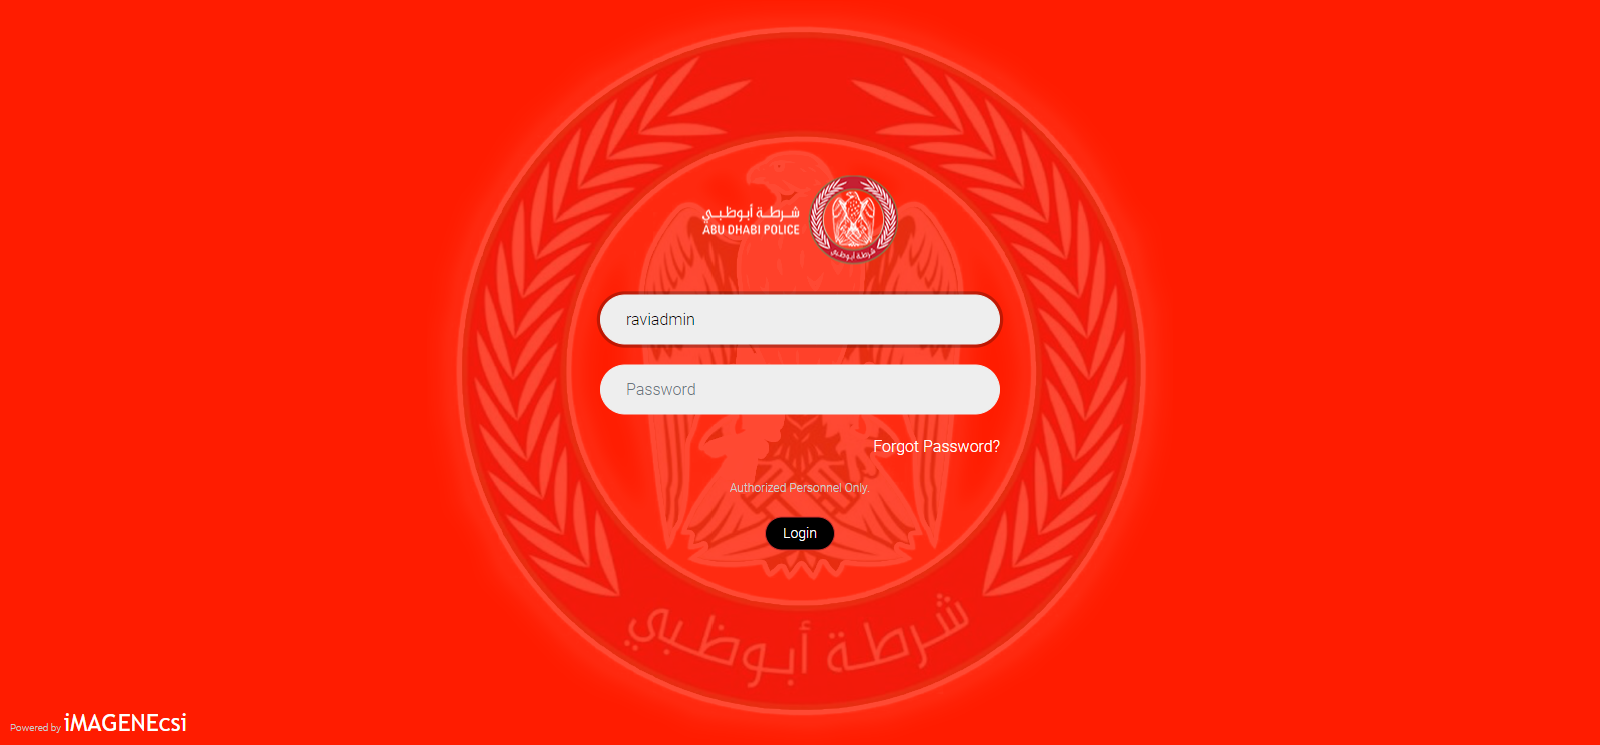 شرطة أبوظبي
ABU DHABI POLICE
شرطة أبوظبي
raviadmin
Password
Forgot Password?
Authorized Personnel Only.
Login
شرطة أبوظبي
Powered by iMAGENEcsi